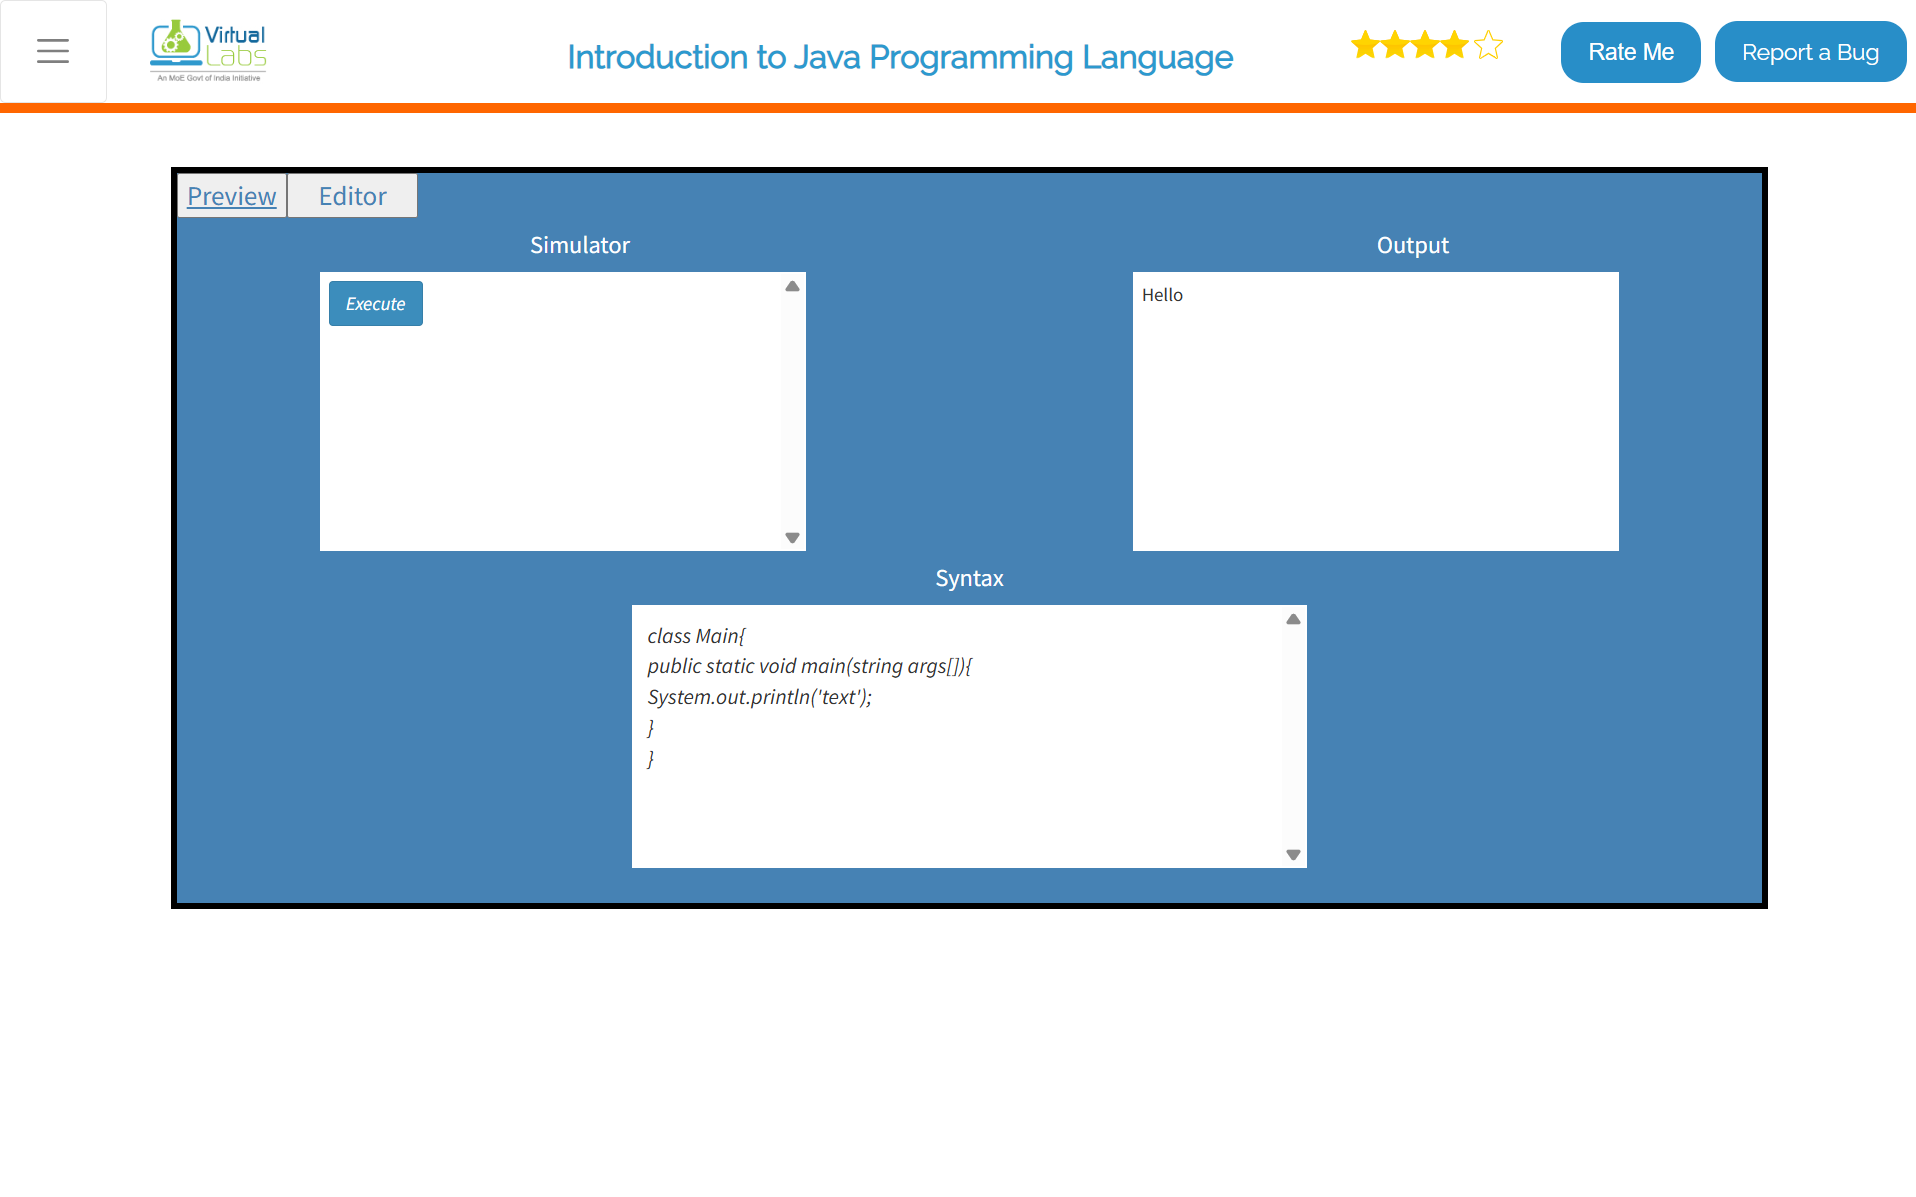 Virtual
Labs
An MoE Govt of India Initiative
Introduction to Java Programming Language
Rate Me
Report a Bug
Preview
Editor
Simulator
Output
Execute
Hello
Syntax
class Main{
public static void main(string args[]){
System.out.println('text');
}
}